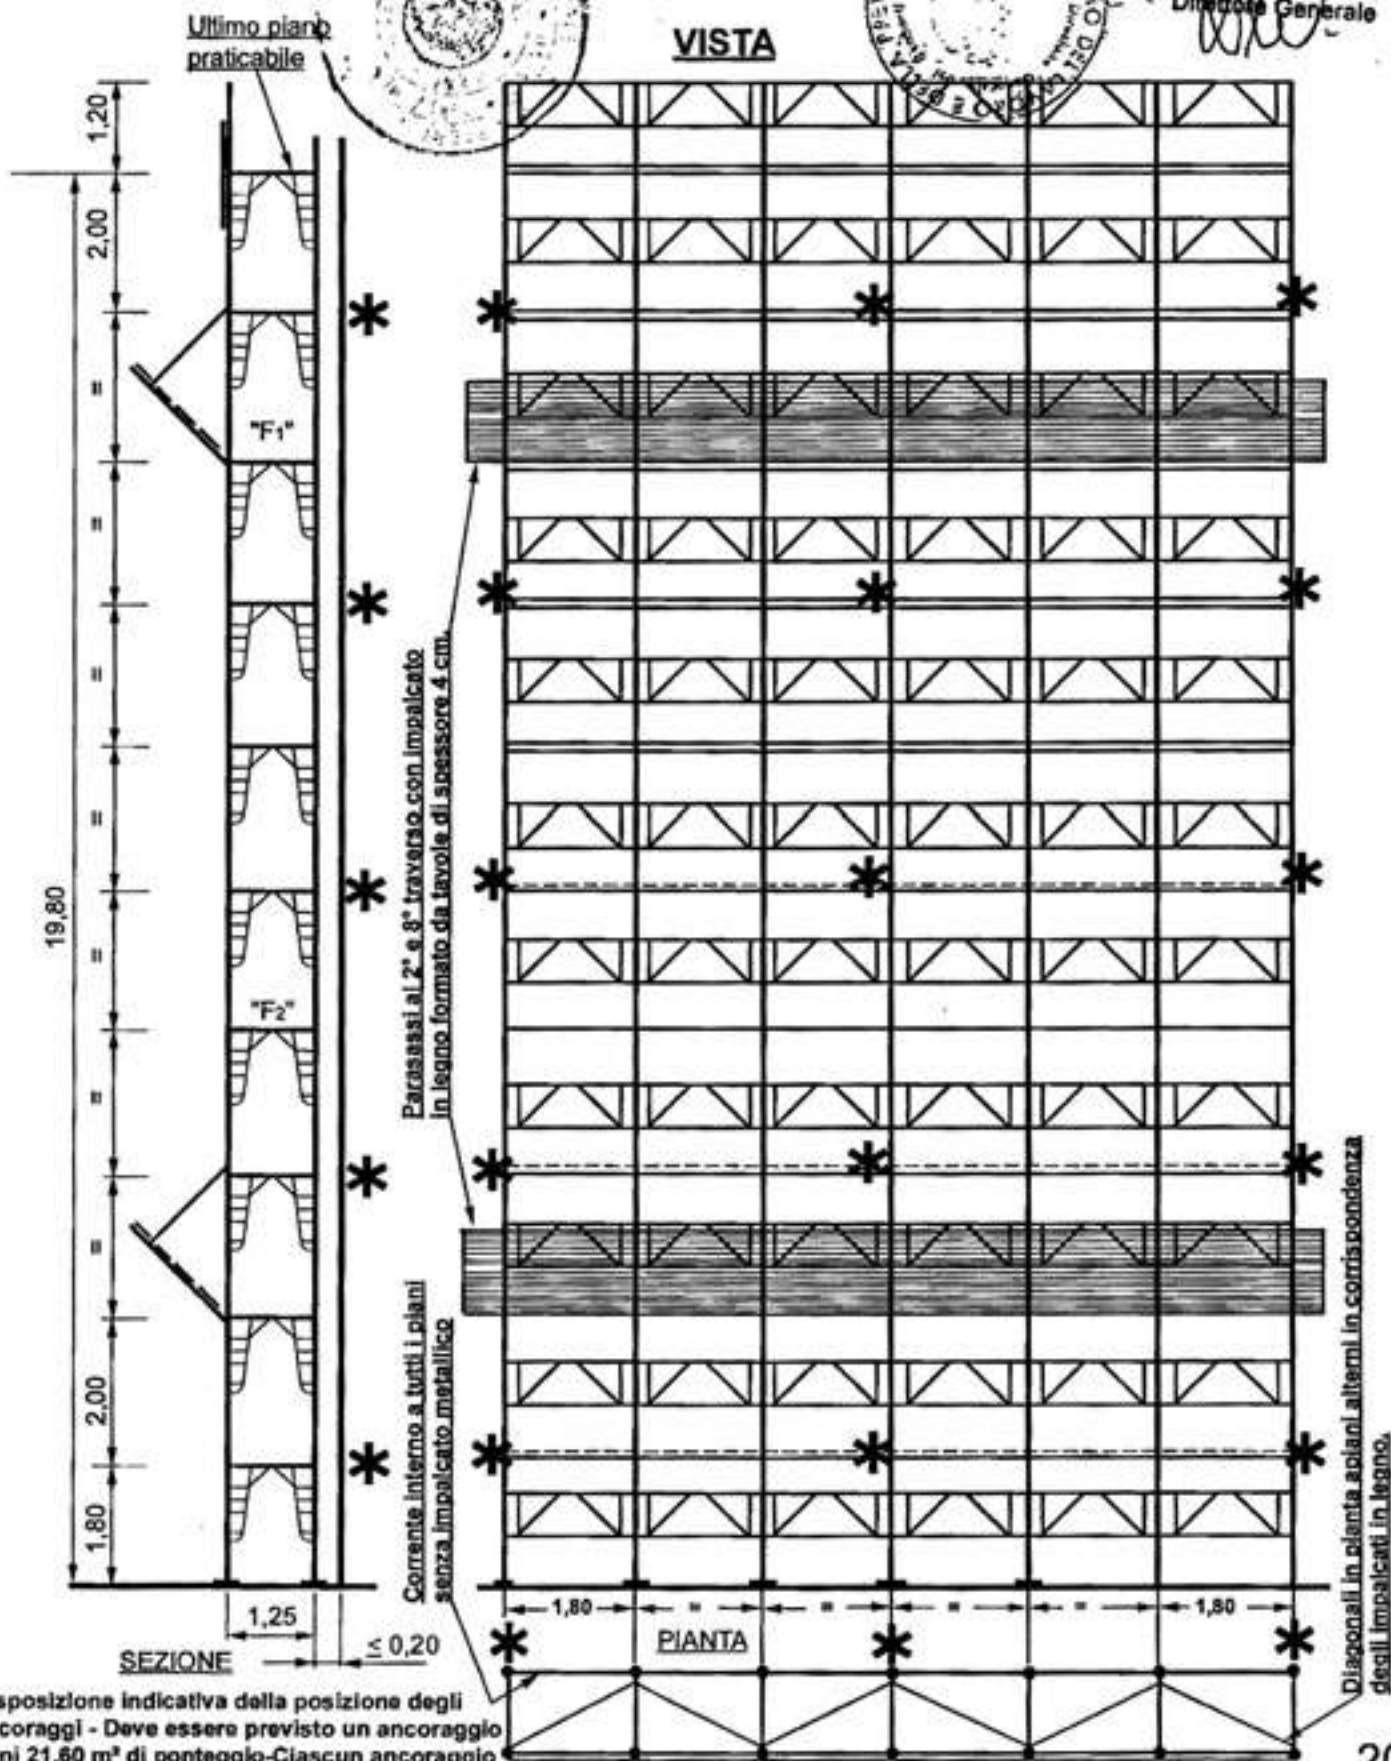 Direttore Generale
Ultimo piano
praticabile
VISTA
1,20
2,00
=
"F1"
=
=
=
19,80
=
"F2"
=
=
2,00
1,80
Parasassi al 2° e 8° traverso con impalcato
in legno formato da tavole di spessore 4 cm.
Corrente interno a tutti i piani
senza impalcato metallico
Diagonali in pianta apiani alterni in corrispondenza
degli impalcati in legno.
1,25
≤ 0,20
SEZIONE
1,80 = = = = 1,80
PIANTA
sposizione indicativa della posizione degli
coraggi - Deve essere previsto un ancoraggio
ni 21,60 m² di ponteggio-Ciascun ancoraggio